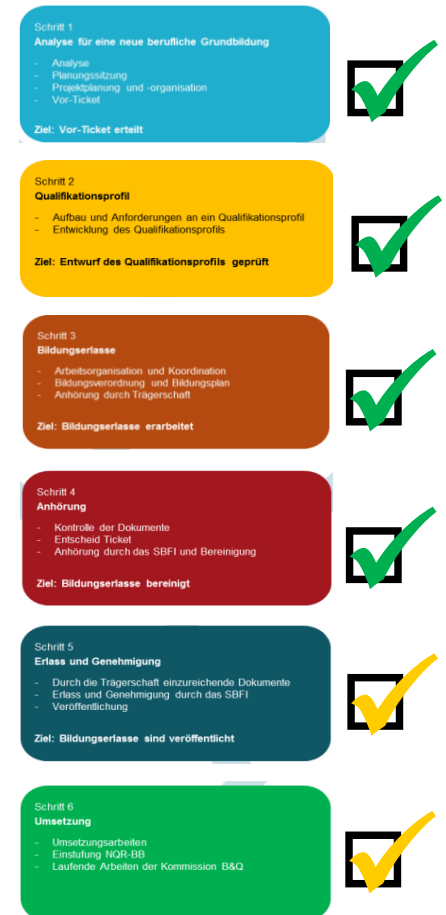 Schritt 1
Analyse für eine neue berufliche Grundbildung
- Analyse
- Planungssitzung
- Projektplanung und -organisation
- Vor-Ticket
Ziel: Vor-Ticket erteilt
Schritt 2
Qualifikationsprofil
- Aufbau und Anforderungen an ein Qualifikationsprofil
- Entwicklung des Qualifikationsprofils
Ziel: Entwurf des Qualifikationsprofils geprüft
Schritt 3
Bildungserlasse
- Arbeitsorganisation und Koordination
- Bildungsverordnung und Bildungsplan
- Anhörung durch Trägerschaft
Ziel: Bildungserlasse erarbeitet
Schritt 4
Anhörung
- Kontrolle der Dokumente
- Entscheid Ticket
- Anhörung durch das SBFI und Bereinigung
Ziel: Bildungserlasse bereinigt
Schritt 5
Erlass und Genehmigung
- Durch die Trägerschaft einzureichende Dokumente
- Erlass und Genehmigung durch das SBFI
- Veröffentlichung
Ziel: Bildungserlasse sind veröffentlicht
Schritt 6
Umsetzung
- Umsetzungsarbeiten
- Einstufung NQR-BB
- Laufende Arbeiten der Kommission B&Q